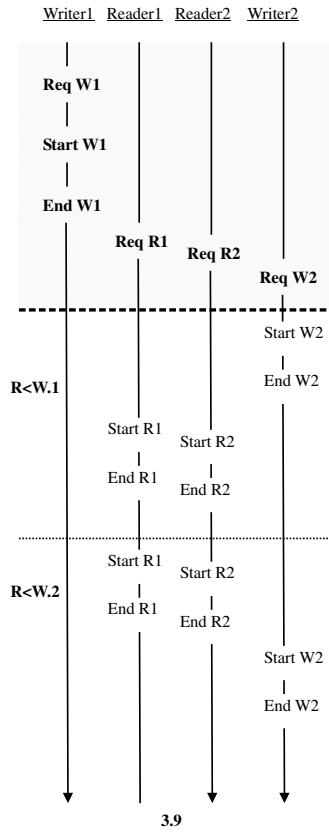 Writer1 Reader1 Reader2 Writer2
Req W1
Start W1
End W1
Req R1
Req R2
Req W2
Start W2
End W2
R<W.1
Start R1
Start R2
End R1
End R2
Start R1
Start R2
R<W.2
End R1
End R2
Start W2
End W2
3.9